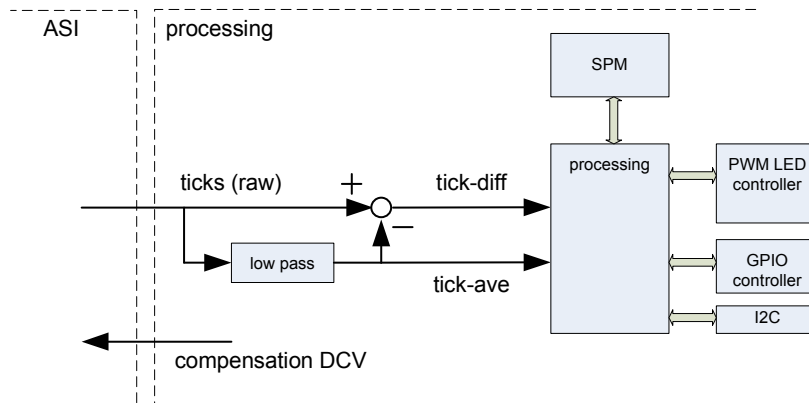 ASI
processing
SPM
processing
PWM LED
controller
ticks (raw)
+
tick-diff
−
low pass
tick-ave
GPIO
controller
I2C
compensation DCV